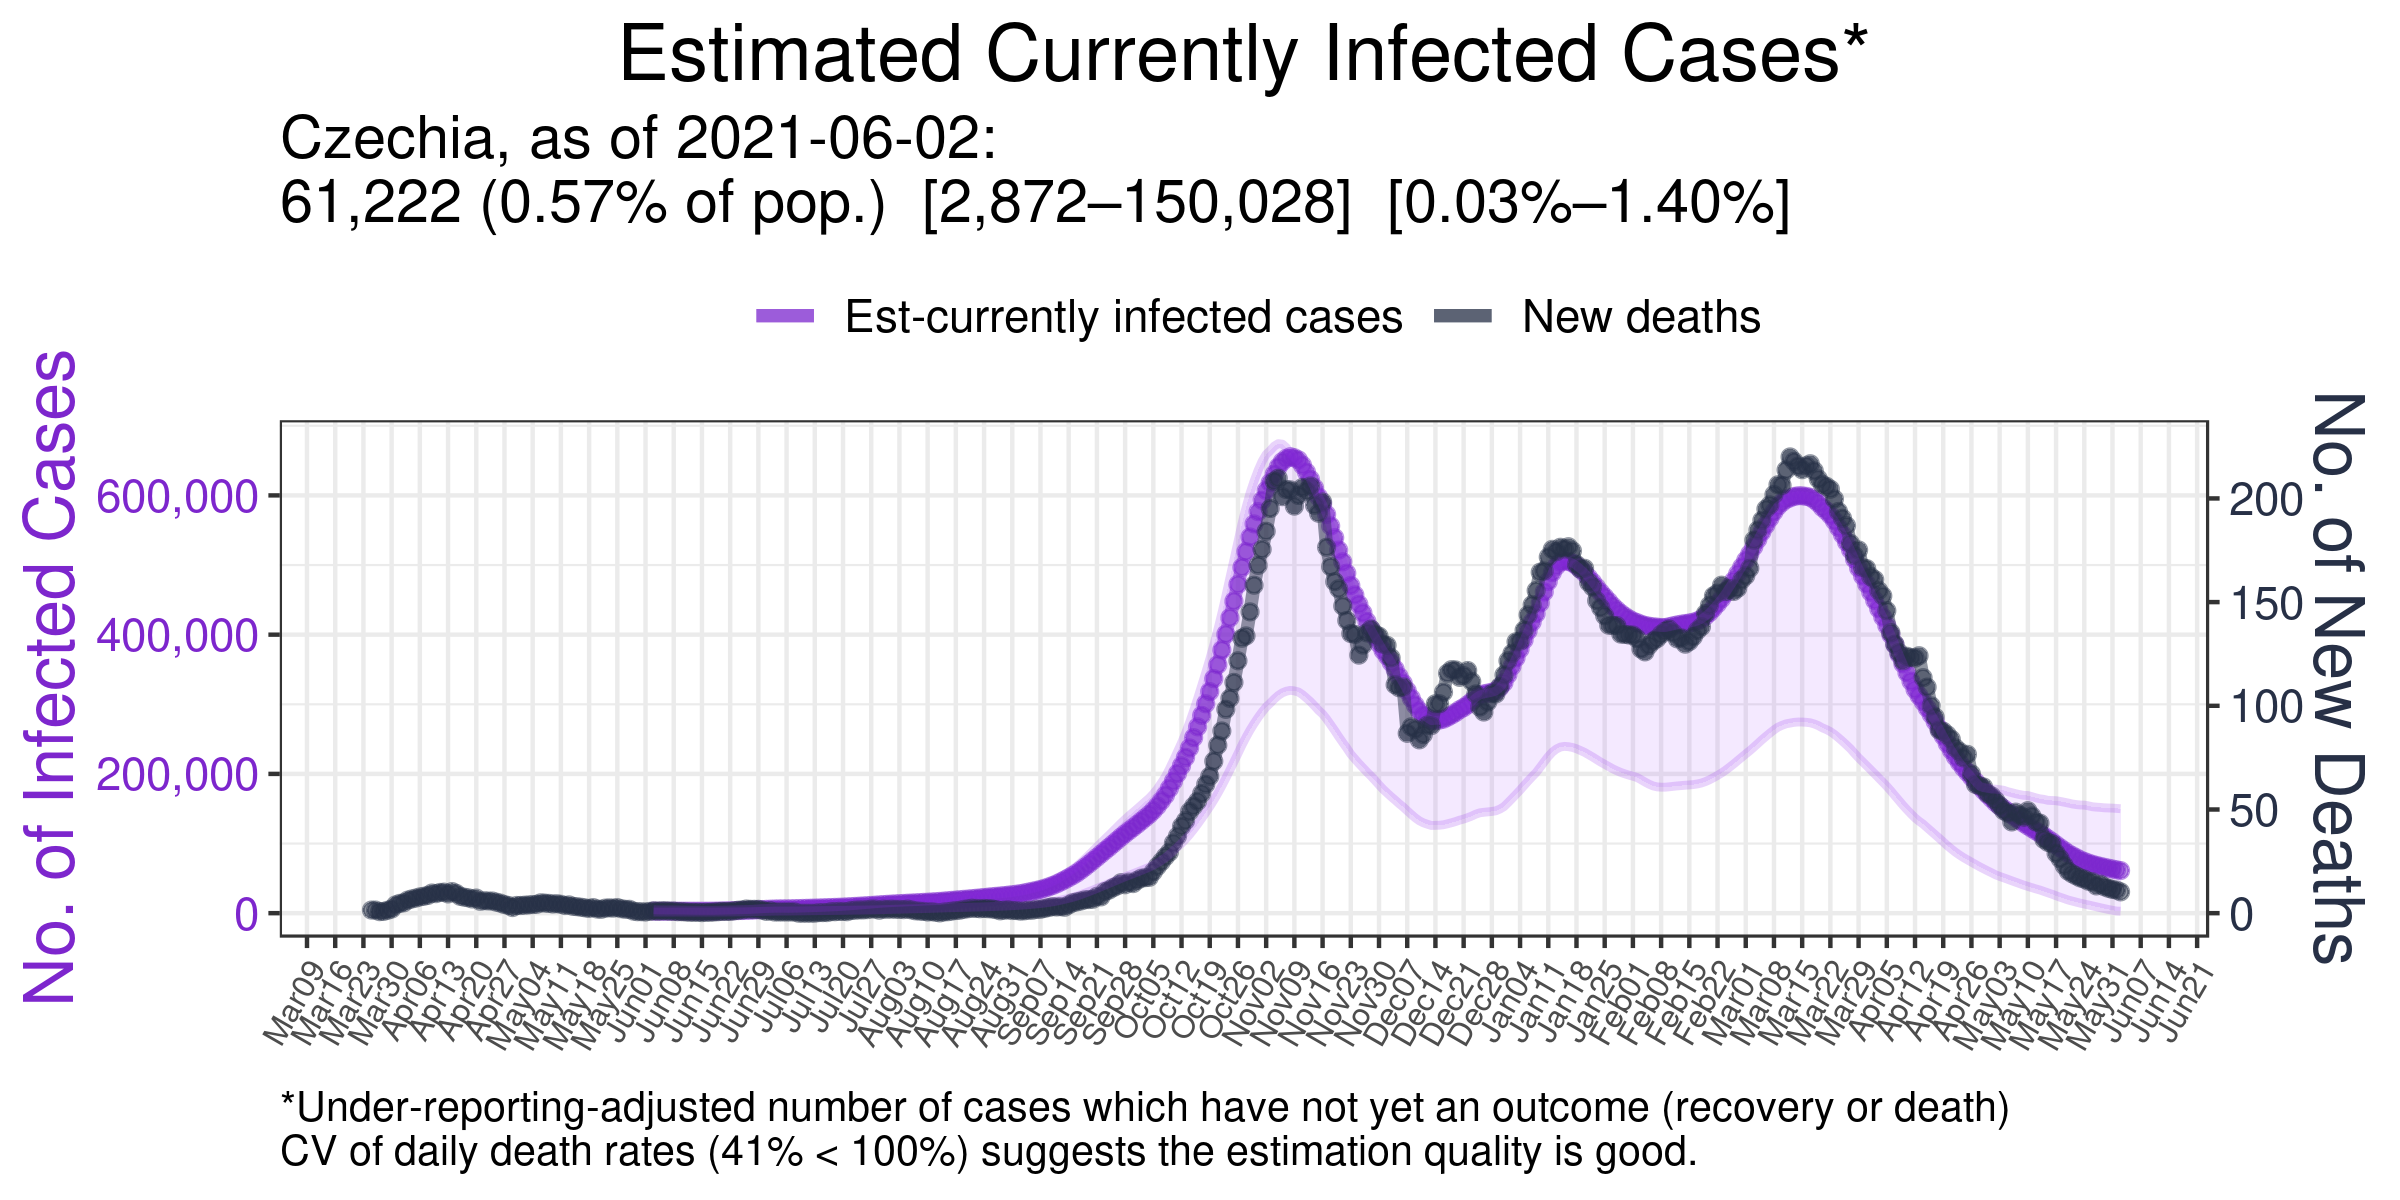 Estimated Currently Infected Cases*
Czechia, as of 2021-06-02:
61,222 (0.57% of pop.) [2,872–150,028] [0.03%–1.40%]
Est-currently infected cases
New deaths
No. of Infected Cases
600,000
400,000
200,000
0
No. of New Deaths
200
150
100
50
0
Mar09
Mar16
Mar23
Mar30
Apr06
Apr13
Apr20
Apr27
May04
May11
May18
May25
Jun01
Jun08
Jun15
Jun22
Jun29
Jul06
Jul13
Jul20
Jul27
Aug03
Aug10
Aug17
Aug24
Aug31
Sep07
Sep14
Sep21
Sep28
Oct05
Oct12
Oct19
Oct26
Nov02
Nov09
Nov16
Nov23
Nov30
Dec07
Dec14
Dec21
Dec28
Jan04
Jan11
Jan18
Jan25
Feb01
Feb08
Feb15
Feb22
Mar01
Mar08
Mar15
Mar22
Mar29
Apr05
Apr12
Apr19
Apr26
May03
May10
May17
May24
May31
Jun07
Jun14
Jun21
*Under-reporting-adjusted number of cases which have not yet an outcome (recovery or death)
CV of daily death rates (41% < 100%) suggests the estimation quality is good.